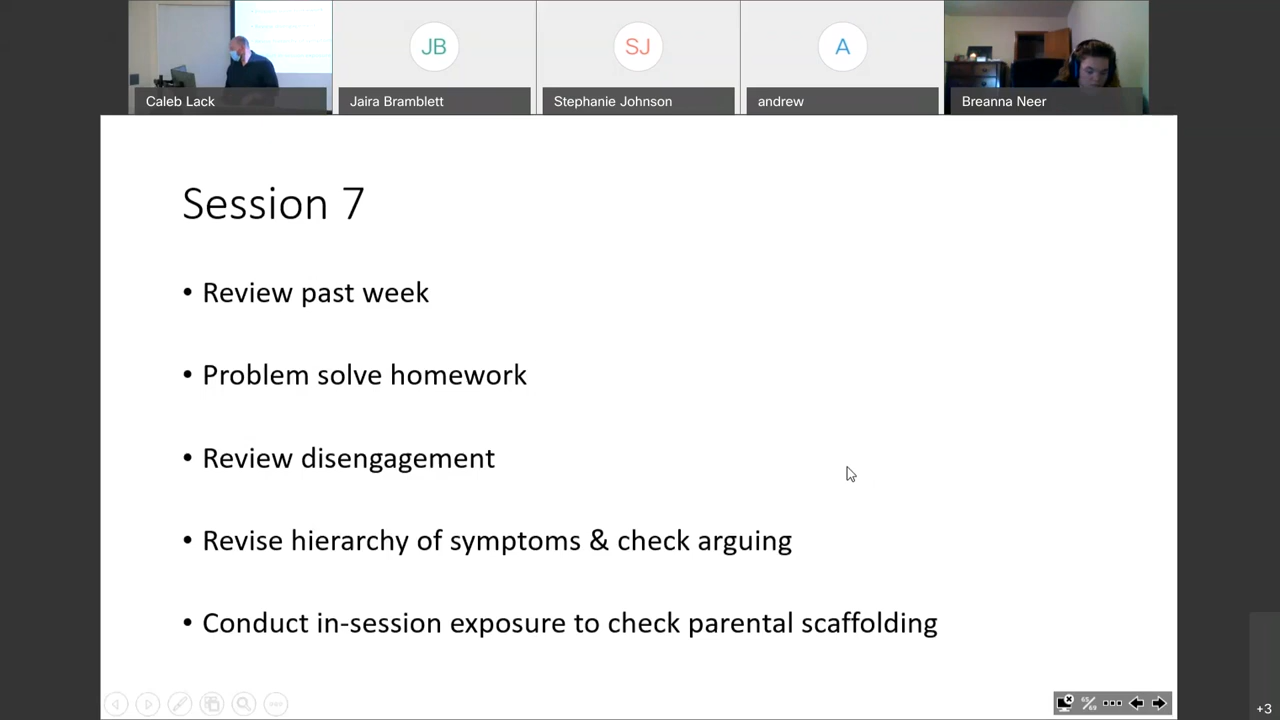 JB
SJ
A
Caleb Lack
Jaira Bramblett
Stephanie Johnson
andrew
Breanna Neer
Session 7
• Review past week
• Problem solve homework
• Review disengagement
• Revise hierarchy of symptoms & check arguing
• Conduct in-session exposure to check parental scaffolding
+3